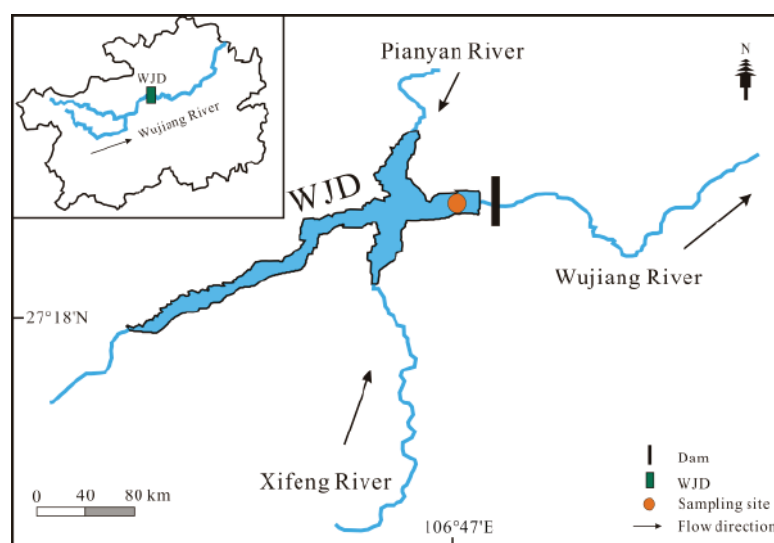 Pianyan River
N
WJD
Wujiang River
WJD
Wujiang River
27°18'N
Xifeng River
Dam
WJD
Sampling site
Flow direction
0 40 80 km
106°47'E